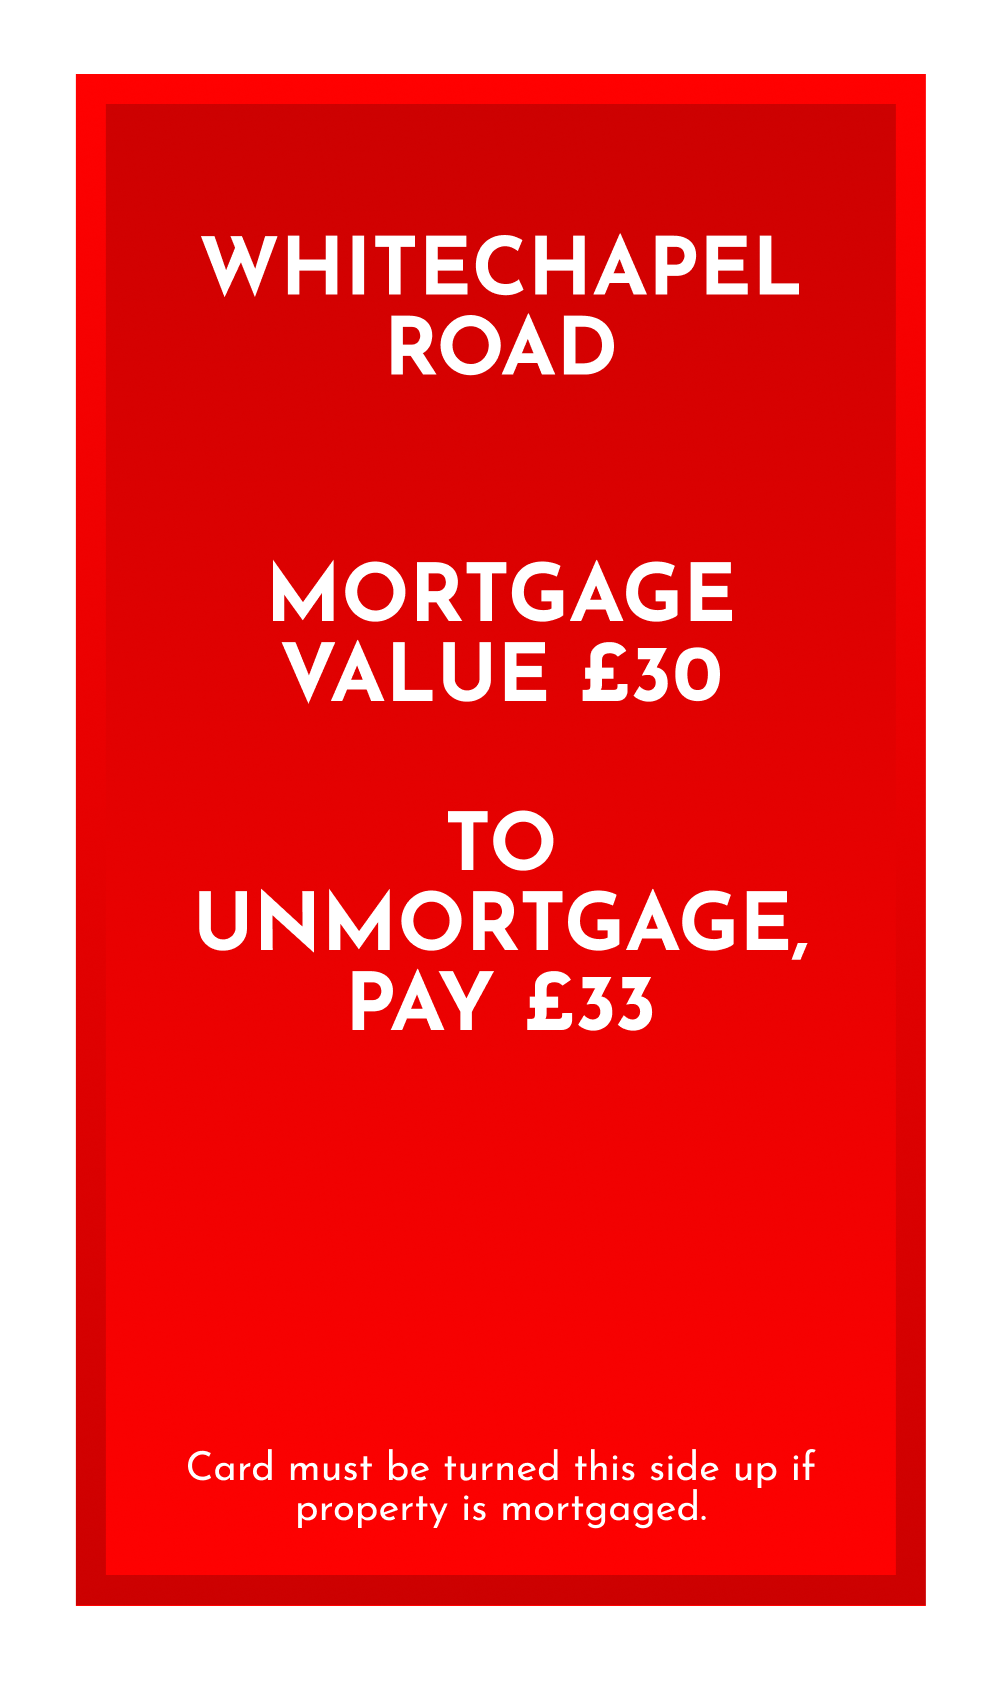 WHITECHAPEL
ROAD
MORTGAGE
VALUE £30
TO
UNMORTGAGE,
PAY £33
Card must be turned this side up if
property is mortgaged.